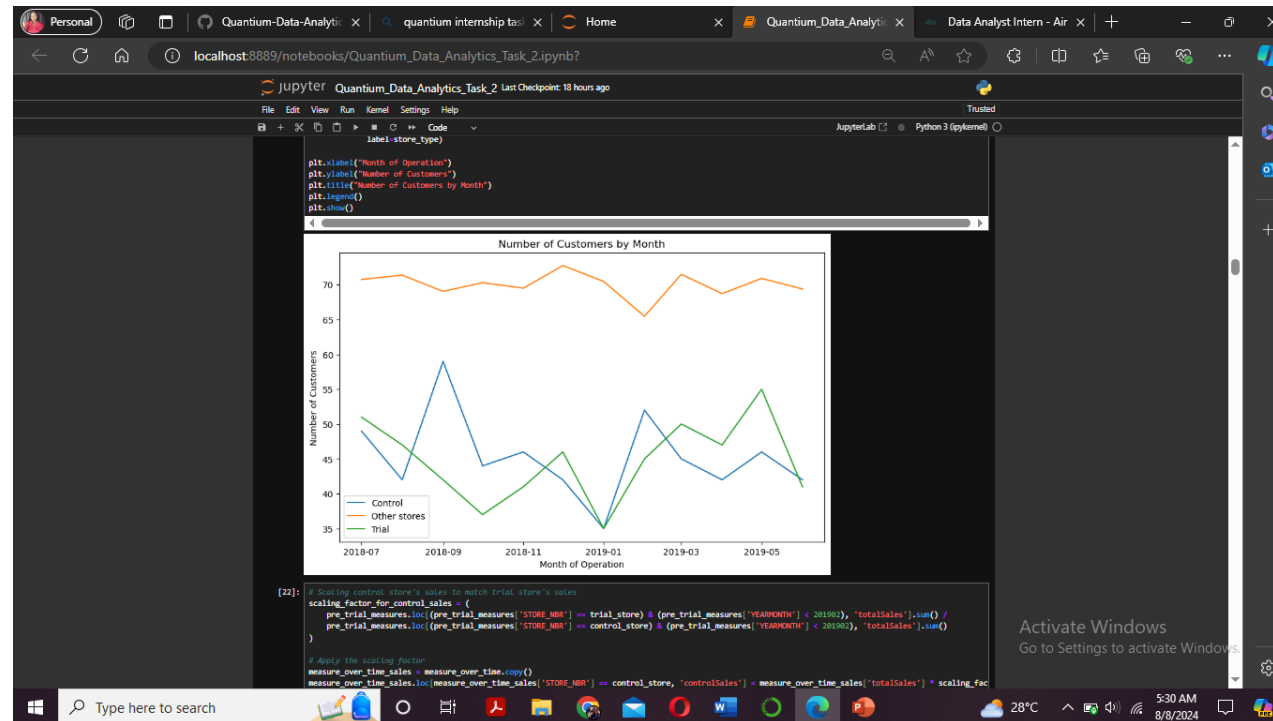 Personal
Quantium-Data-Analytic
quantium internship tas
Home
Quantium_Data_Analytic
Data Analyst Intern - Air
localhost:8889/notebooks/Quantium_Data_Analytics_Task_2.ipynb?
Jupyter Quantium_Data_Analytics_Task_2 Last Checkpoint: 18 hours ago
File Edit View Run Kernel Settings Help Trusted
Code JupyterLab Python 3 (ipykernel)
label=store_type)
plt.xlabel("Month of Operation")
plt.ylabel("Number of Customers")
plt.title("Number of Customers by Month")
plt.legend()
plt.show()
Number of Customers by Month
70
65
60
55
50
45
40
35
Number of Customers
Control
Other stores
Trial
2018-07 2018-09 2018-11 2019-01 2019-03 2019-05
Month of Operation
[22]: # Scaling control store's sales to match trial store's sales
scaling_factor_for_control_sales = (
pre_trial_measures.loc[(pre_trial_measures['STORE_NBR'] == trial_store) & (pre_trial_measures['YEARMONTH'] < 201902), 'totalSales'].sum() /
pre_trial_measures.loc[(pre_trial_measures['STORE_NBR'] == control_store) & (pre_trial_measures['YEARMONTH'] < 201902), 'totalSales'].sum()
)
# Apply the scaling factor
measure_over_time_sales = measure_over_time.copy()
measure_over_time_sales.loc[measure_over_time_sales['STORE_NBR'] == control_store, 'controlSales'] = measure_over_time_sales['totalSales'] * scaling_fac
Activate Windows
Go to Settings to activate Windows.
Type here to search
28°C
5:30 AM
8/8/2024